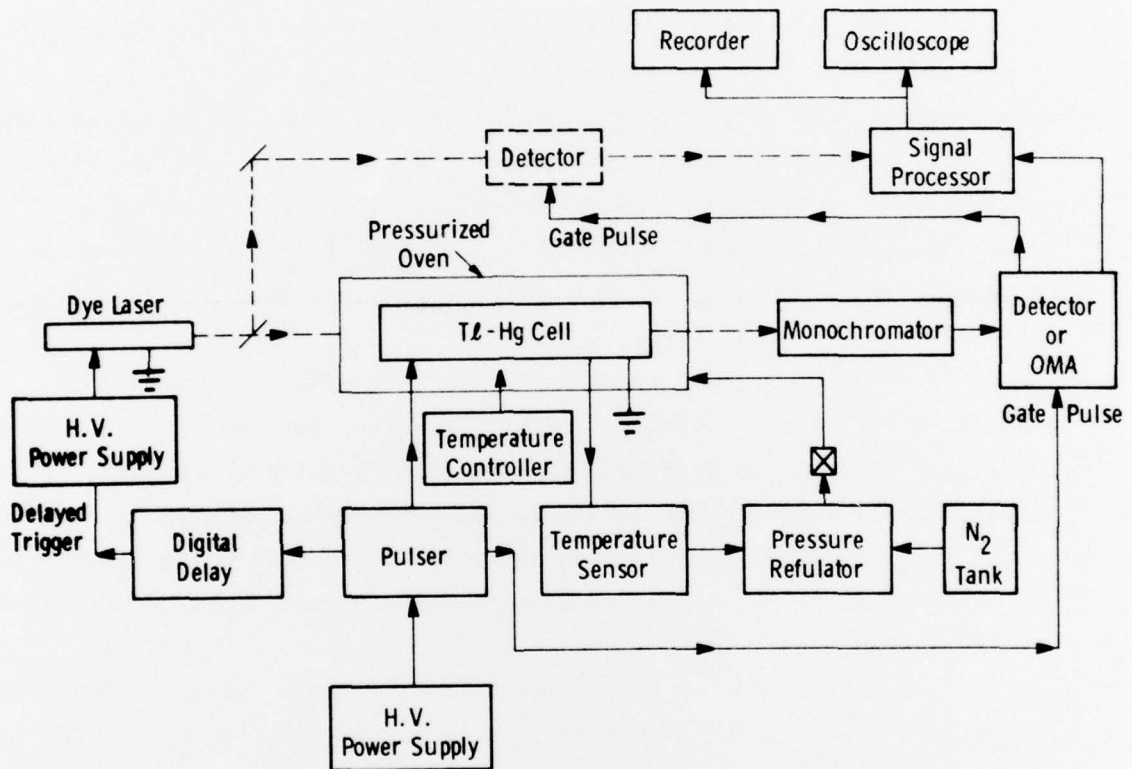 Recorder
Oscilloscope
Detector
Signal
Processor
Gate Pulse
Pressurized
Oven
Dye Laser
Tℓ-Hg Cell
Monochromator
Detector
or
OMA
Gate Pulse
H.V.
Power Supply
Temperature
Controller
Delayed
Trigger
Digital
Delay
Pulser
Temperature
Sensor
Pressure
Refulator
N2
Tank
H.V.
Power Supply